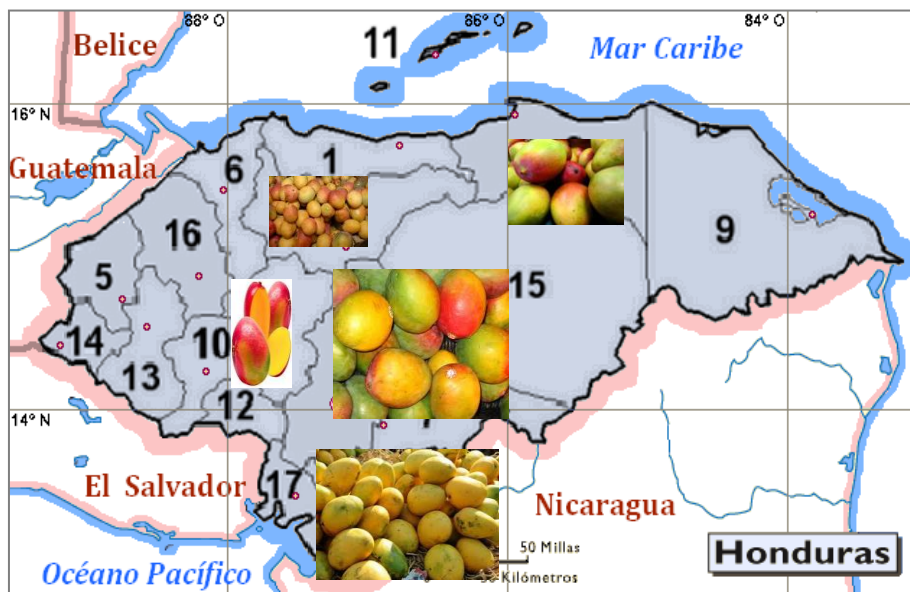 88° O
86° O
84° O
Belice
11
Mar Caribe
16° N
Guatemala
6
1
16
9
5
15
14
10
13
12
14° N
17
El Salvador
Nicaragua
50 Millas
Kilómetros
Océano Pacífico
Honduras